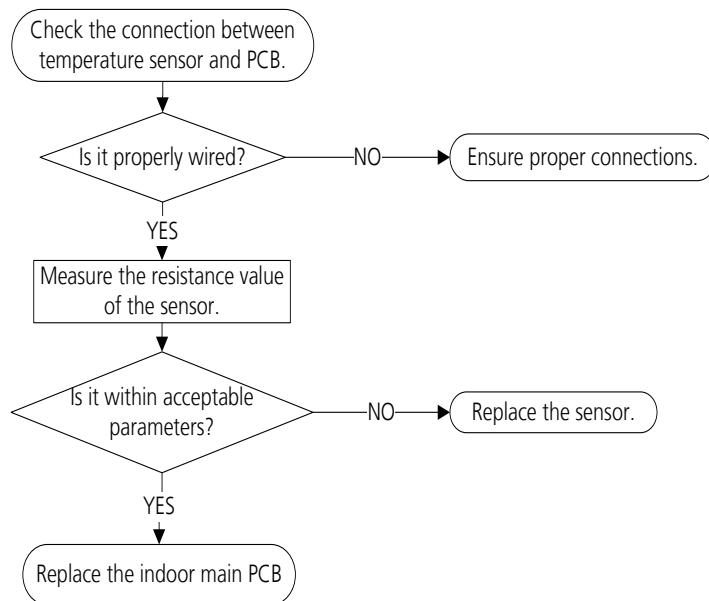 Check the connection between
temperature sensor and PCB.
Is it properly wired?
NO
Ensure proper connections.
YES
Measure the resistance value
of the sensor.
Is it within acceptable
parameters?
NO
Replace the sensor.
YES
Replace the indoor main PCB